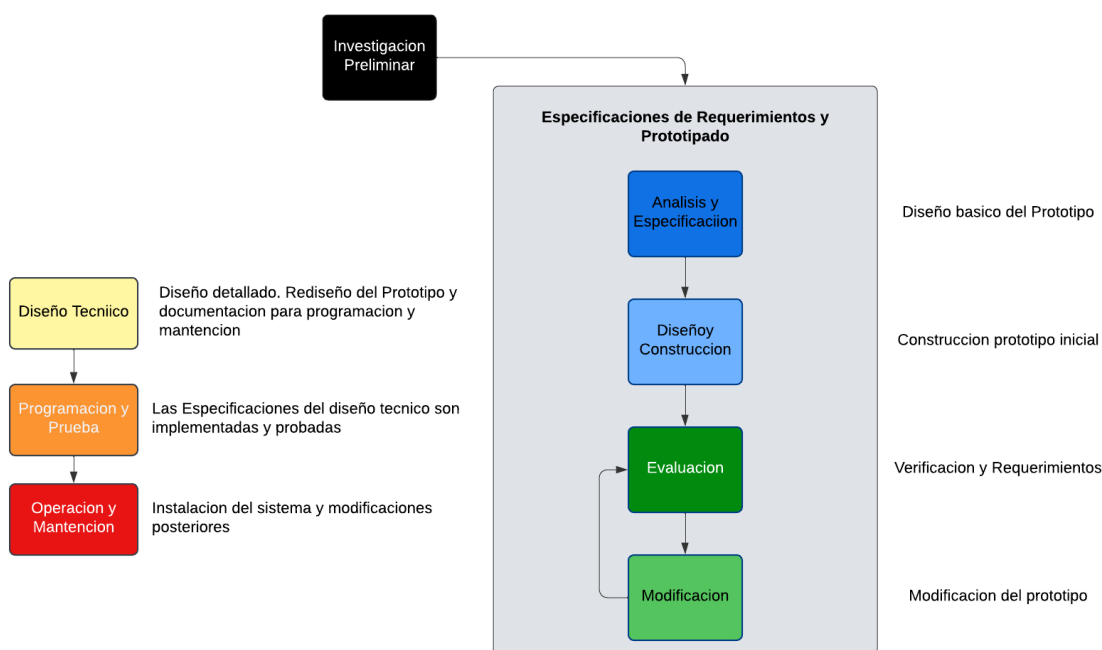 Investigacion
Preliminar
Especificaciones de Requerimientos y
Prototipado
Analisis y
Especificaciion
Diseño basico del Prototipo
Diseñoy
Construccion
Construccion prototipo inicial
Evaluacion
Verificacion y Requerimientos
Modificacion
Modificacion del prototipo
Diseño Tecniico
Diseño detallado. Rediseño del Prototipo y
documentacion para programacion y
mantencion
Programacion y
Prueba
Las Especificaciones del diseño tecnico son
implementadas y probadas
Operacion y
Mantencion
Instalacion del sistema y modificaciones
posteriores